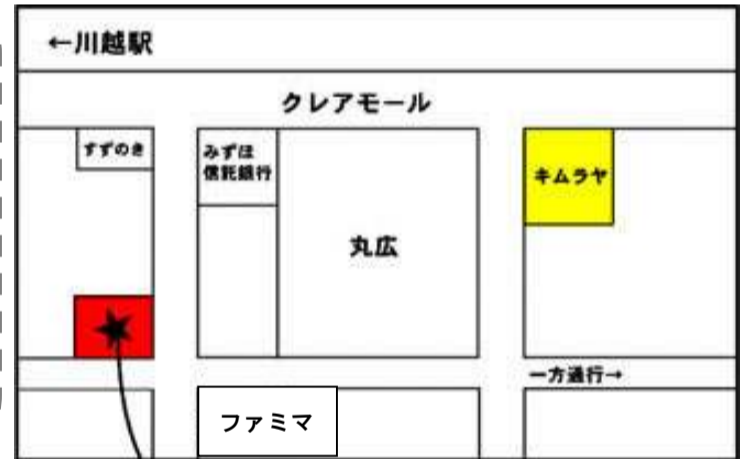 ←川越駅
クレアモール
すずのき
みずほ
信託銀行
キムラヤ
丸広
一方通行→
ファミマ